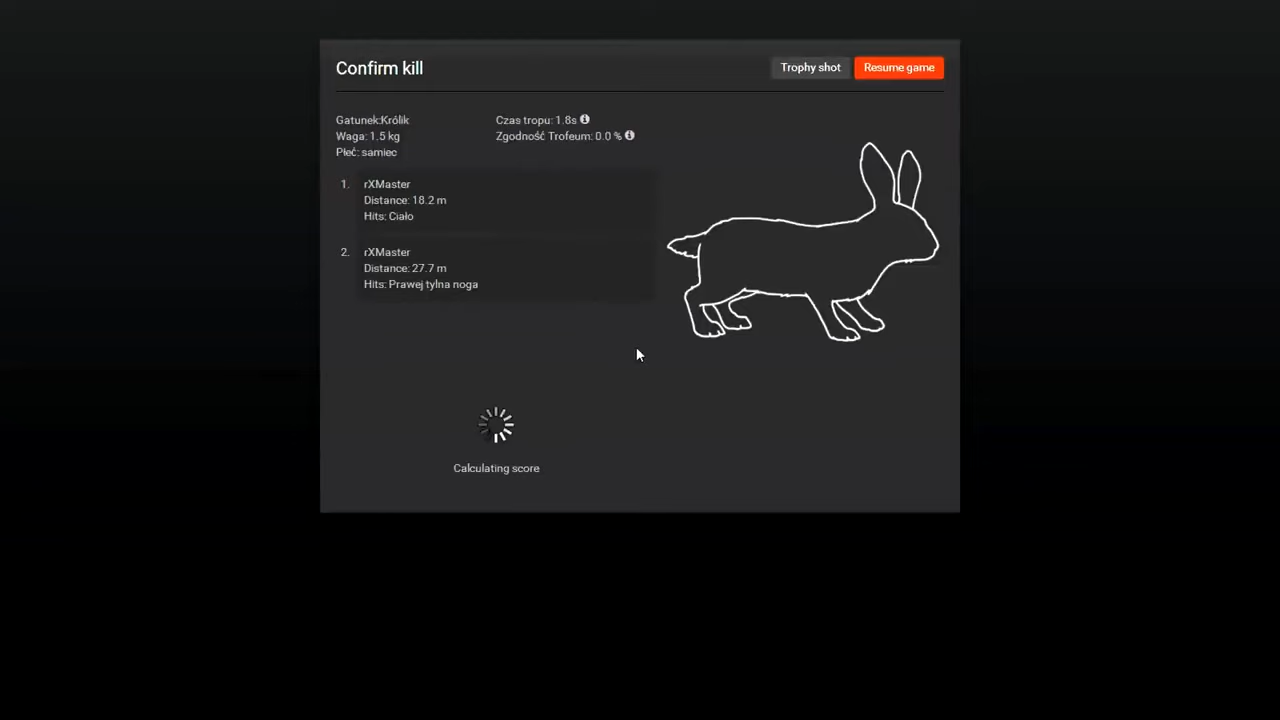 Confirm kill
Trophy shot
Resume game
Gatunek:Królik
Waga: 1.5 kg
Płeć: samiec
Czas tropu: 1.8s
Zgodność Trofeum: 0.0 %
1. rXMaster
Distance: 18.2 m
Hits: Ciało
2. rXMaster
Distance: 27.7 m
Hits: Prawej tylna noga
Calculating score